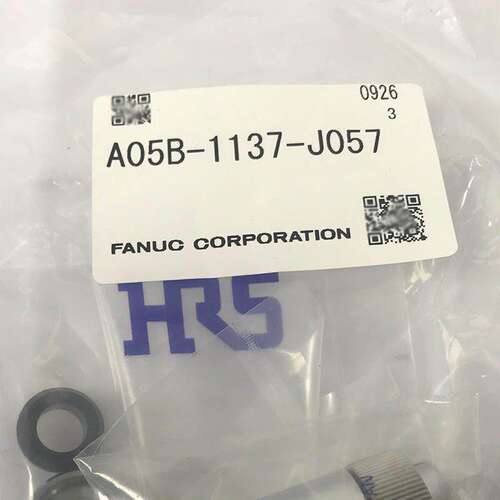 0926
3
A05B-1137-J057
FANUC CORPORATION
HRS